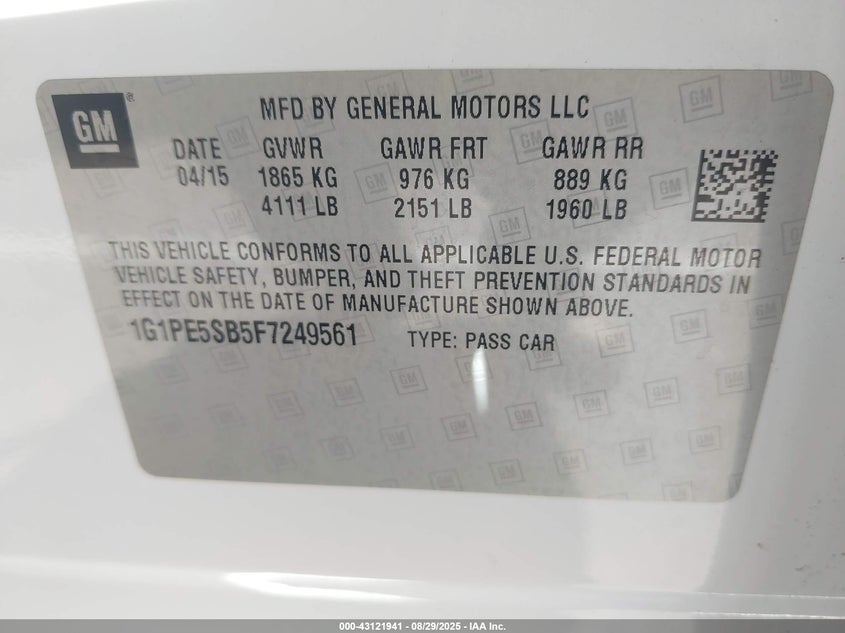 GM ®
MFD BY GENERAL MOTORS LLC
DATE GVWR GAWR FRT GAWR RR
04/15 1865 KG 976 KG 889 KG
4111 LB 2151 LB 1960 LB
THIS VEHICLE CONFORMS TO ALL APPLICABLE U.S. FEDERAL MOTOR
VEHICLE SAFETY, BUMPER, AND THEFT PREVENTION STANDARDS IN
EFFECT ON THE DATE OF MANUFACTURE SHOWN ABOVE.
1G1PE5SB5F7249561 TYPE: PASS CAR
000-43121941 - 08/29/2025 - IAA Inc.